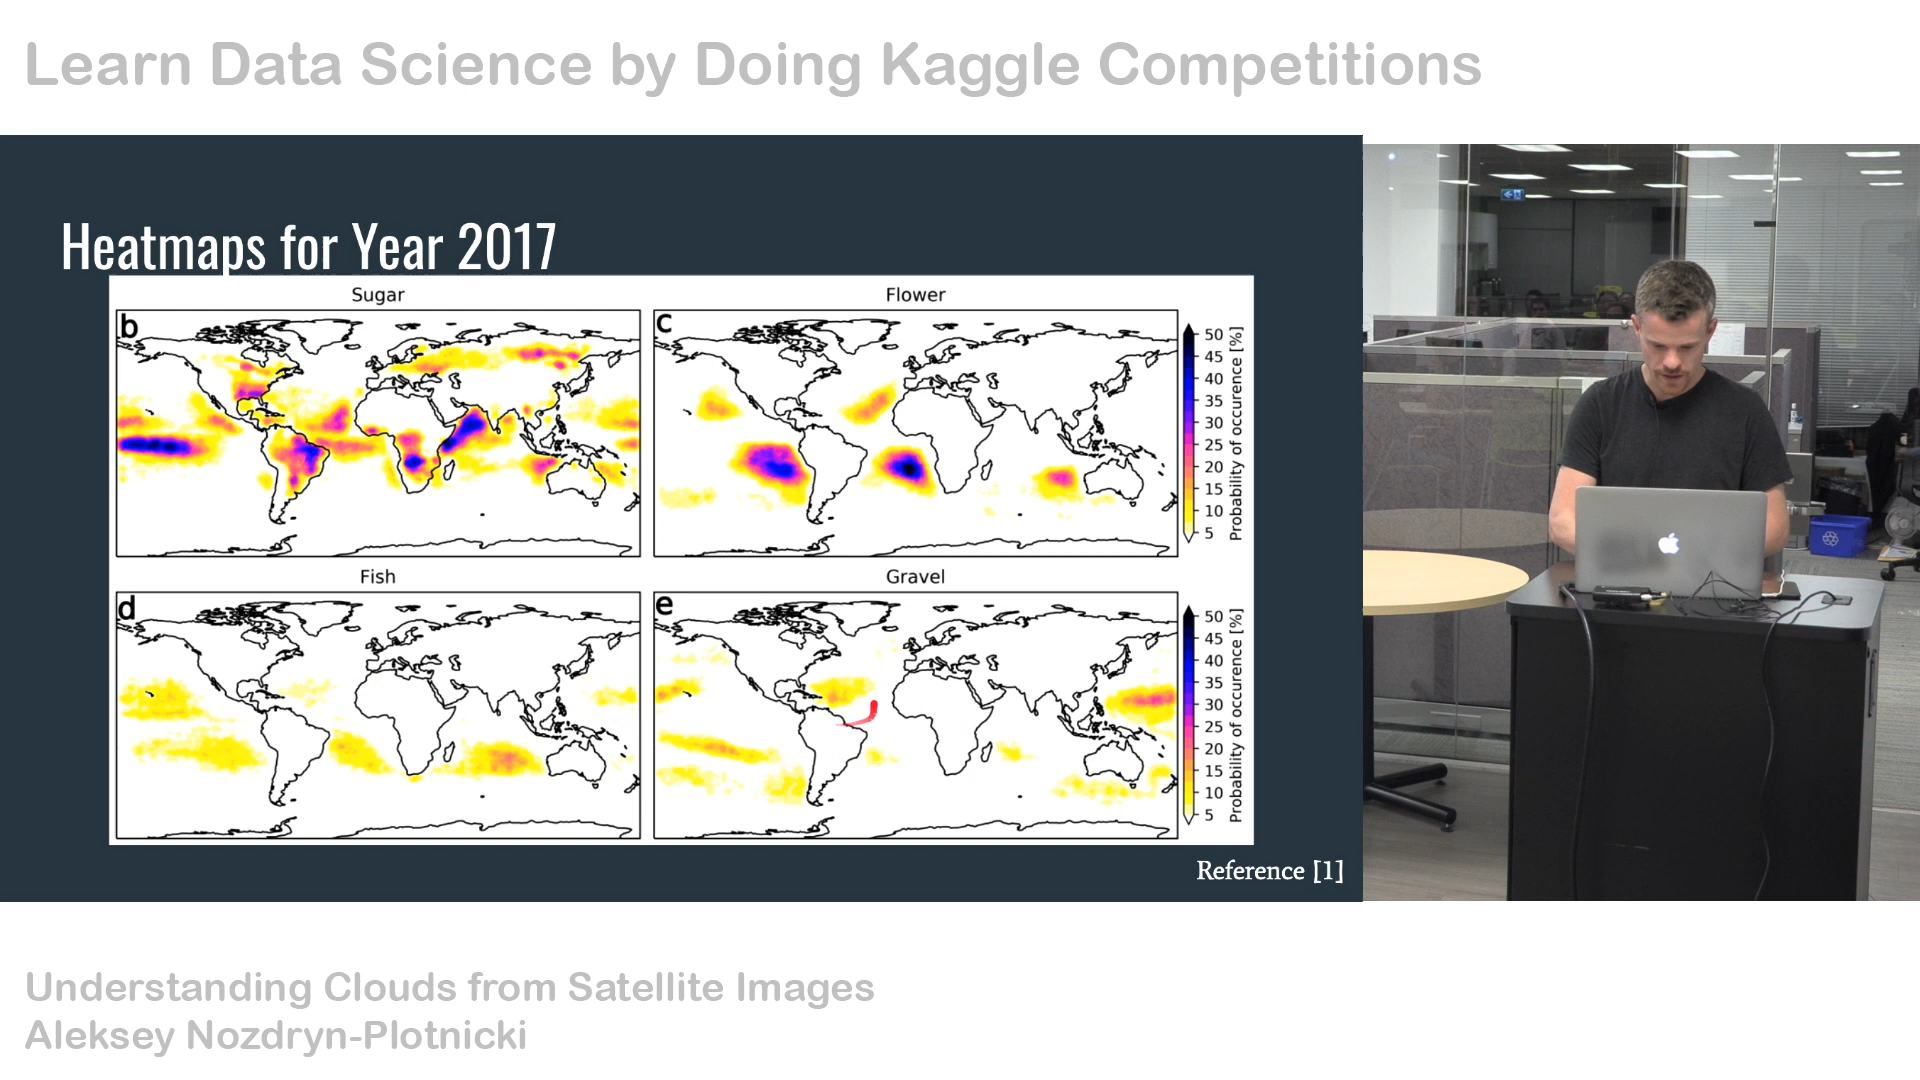 Learn Data Science by Doing Kaggle Competitions
Heatmaps for Year 2017
Sugar
Flower
b
c
50
45
40
35
30
25
20
15
10
5
Probability of occurence [%]
Fish
Gravel
d
e
50
45
40
35
30
25
20
15
10
5
Probability of occurence [%]
Reference [1]
Understanding Clouds from Satellite Images
Aleksey Nozdryn-Plotnicki